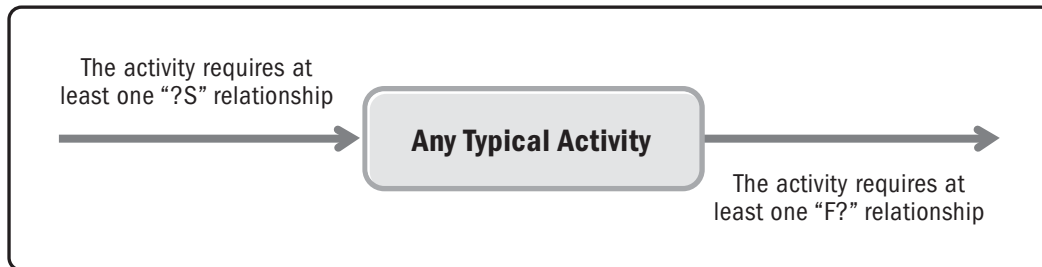 The activity requires at
least one “?S” relationship
Any Typical Activity
The activity requires at
least one “F?” relationship